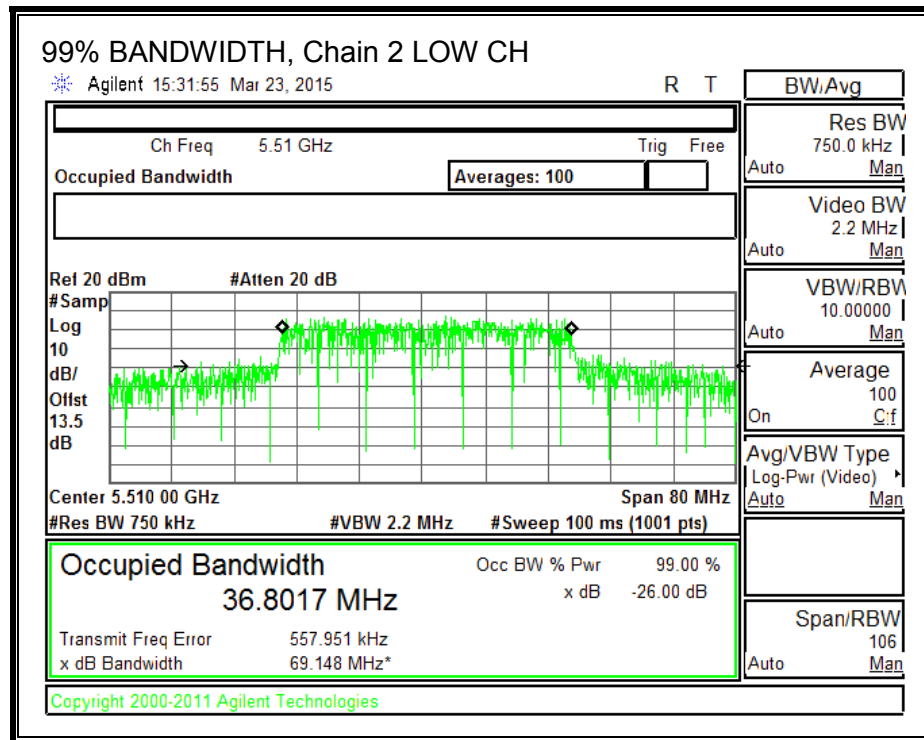 99% BANDWIDTH, Chain 2 LOW CH
Agilent 15:31:55 Mar 23, 2015 R T
Ch Freq 5.51 GHz Trig Free
Occupied Bandwidth Averages: 100
Ref 20 dBm #Atten 20 dB
#Samp
Log
10
dB/
Offst
13.5
dB
Center 5.510 00 GHz Span 80 MHz
#Res BW 750 kHz #VBW 2.2 MHz #Sweep 100 ms (1001 pts)
Occupied Bandwidth Occ BW % Pwr 99.00 %
36.8017 MHz x dB -26.00 dB
Transmit Freq Error 557.951 kHz
x dB Bandwidth 69.148 MHz*
Copyright 2000-2011 Agilent Technologies
BW/Avg
Res BW
750.0 kHz
Auto Man
Video BW
2.2 MHz
Auto Man
VBW/RBW
10.00000
Auto Man
Average
100
On
Avg/VBW Type
Log-Pwr (Video)
Auto Man
Span/RBW
106
Auto Man